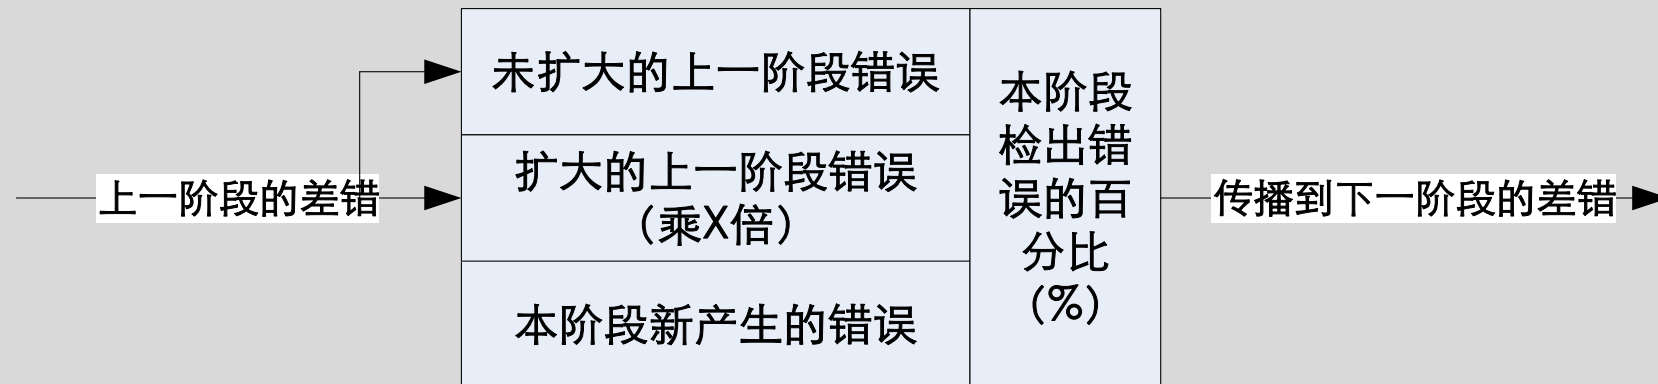 未扩大的上一阶段错误
上一阶段的差错
扩大的上一阶段错误
（乘X倍）
本阶段新产生的错误
本阶段
检出错
误的百
分比
(%)
传播到下一阶段的差错